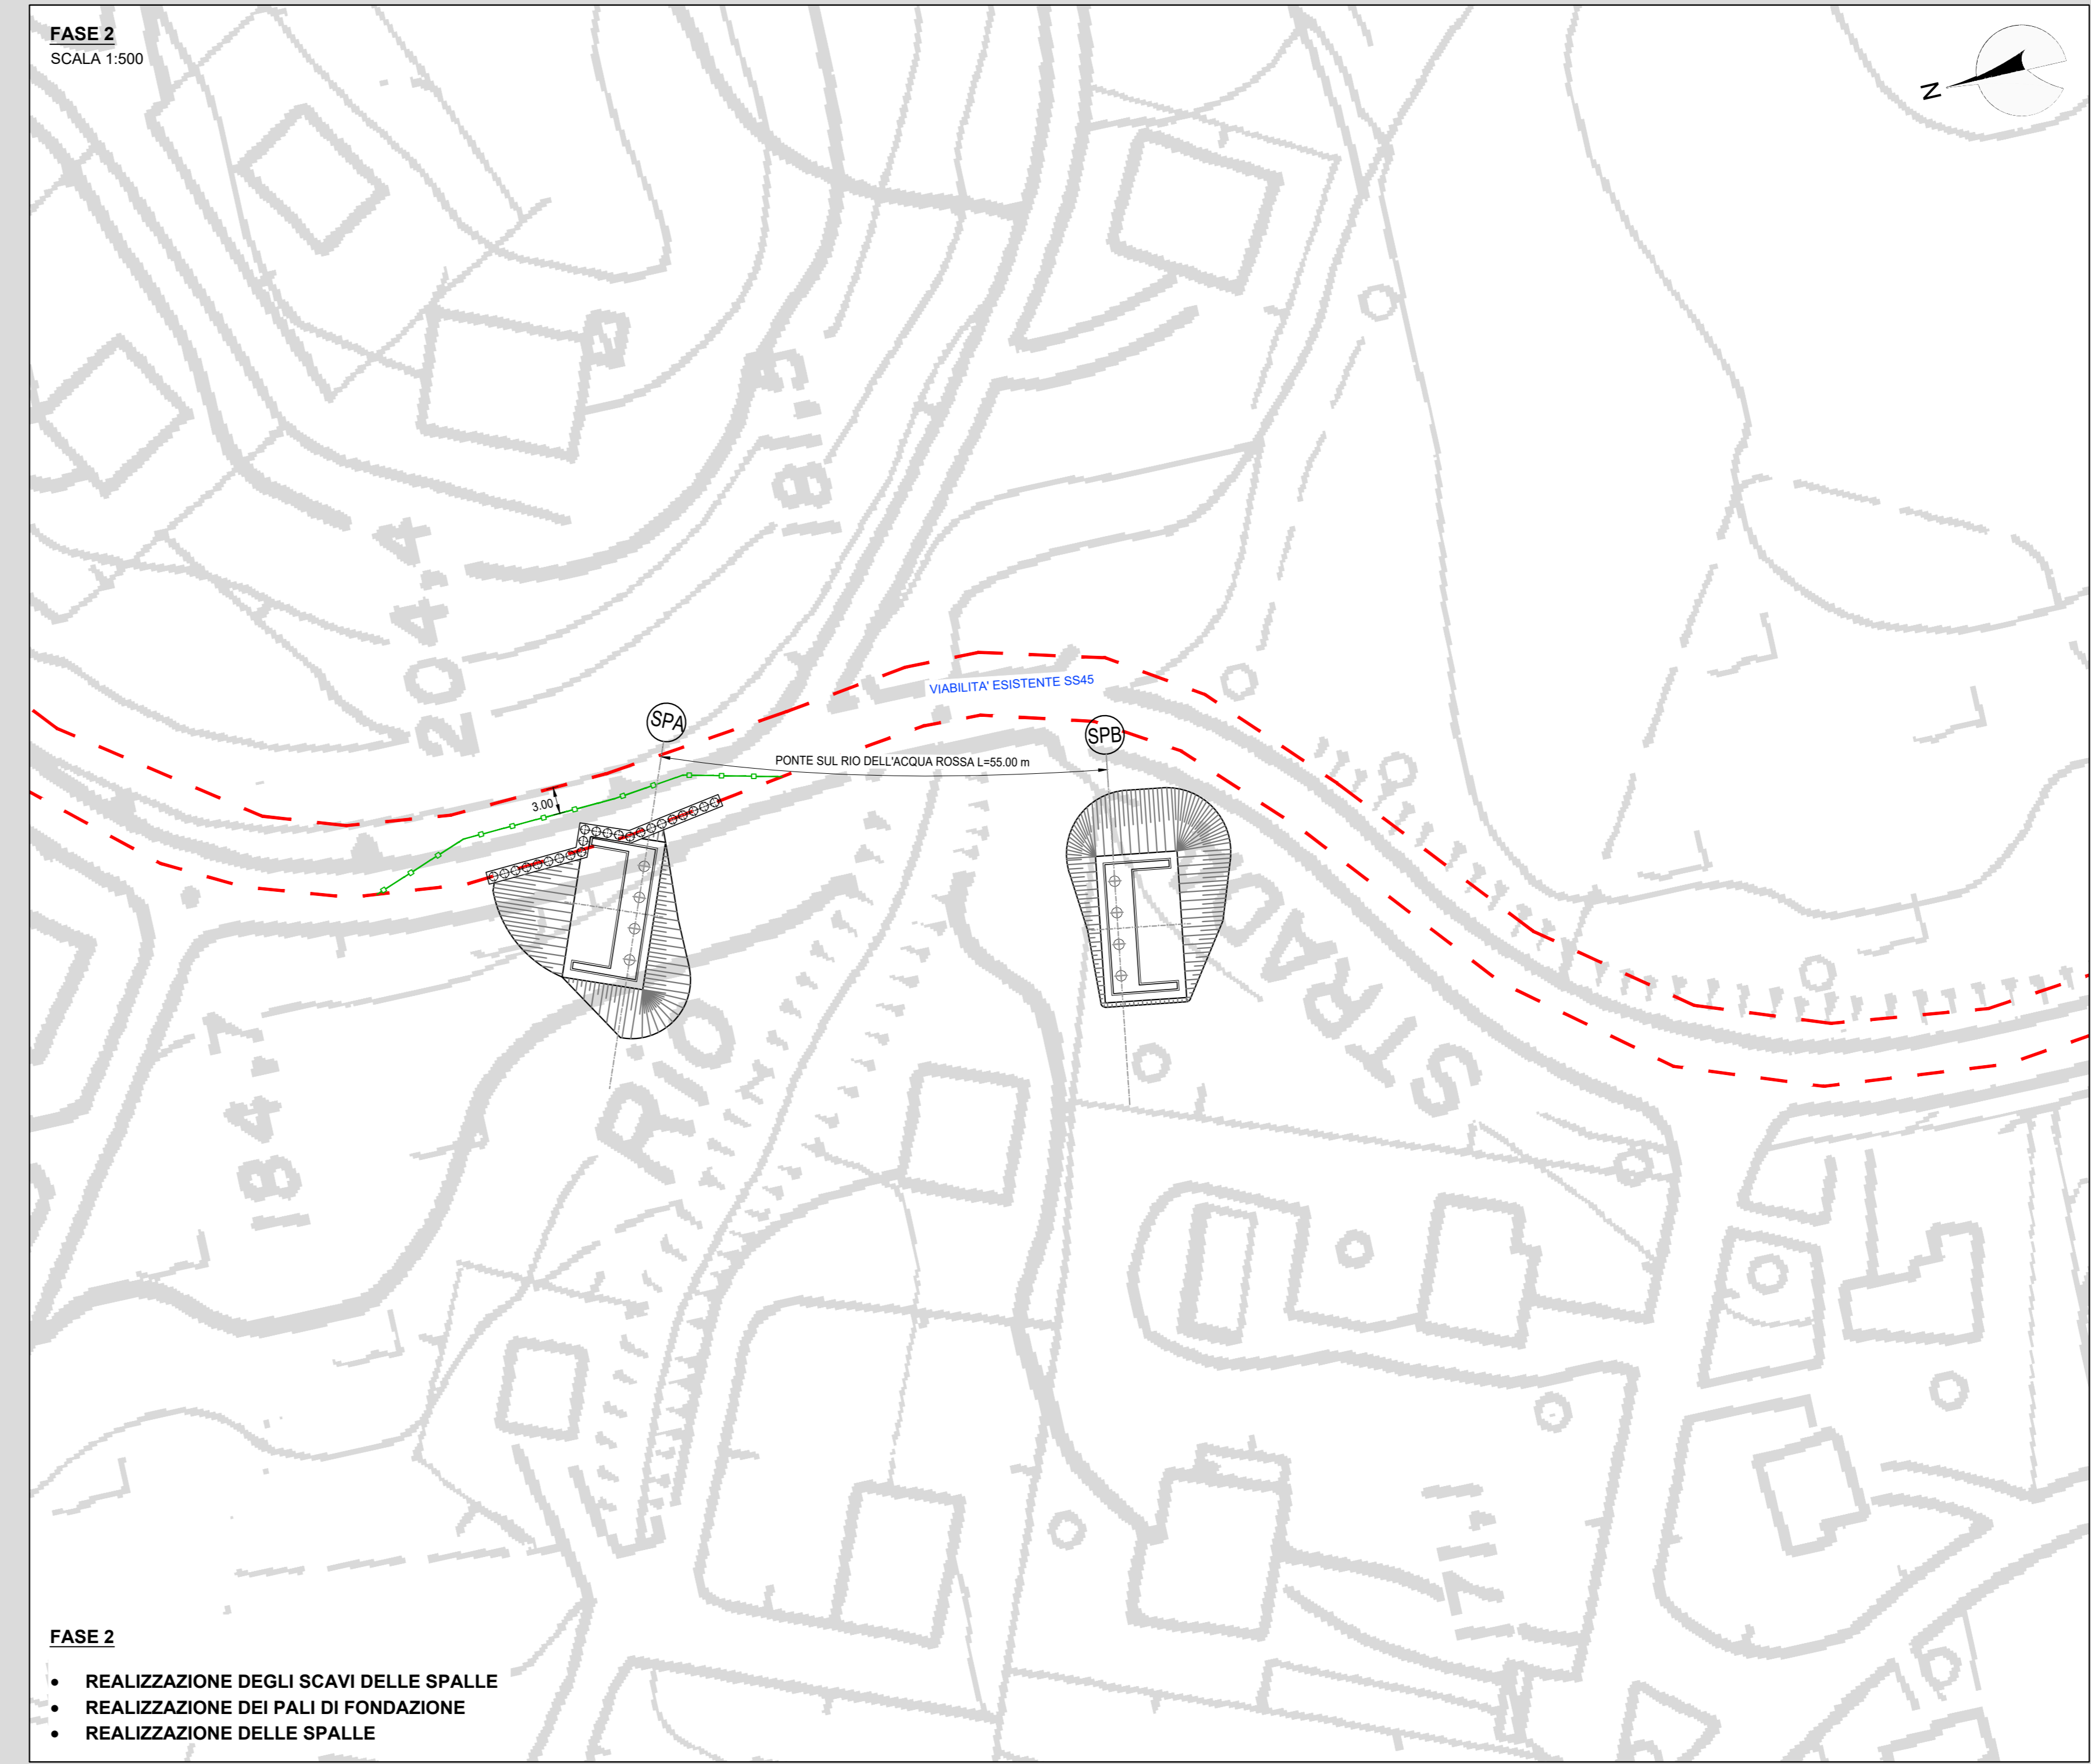 FASE 2
SCALA 1:500
N
181.5
204.4
VIABILITA' ESISTENTE SS45
SPA
SPB
PONTE SUL RIO DELL'ACQUA ROSSA L=55.00 m
3.00
STRADA
RIO
184.7
FASE 2
• REALIZZAZIONE DEGLI SCAVI DELLE SPALLE
• REALIZZAZIONE DEI PALI DI FONDAZIONE
• REALIZZAZIONE DELLE SPALLE